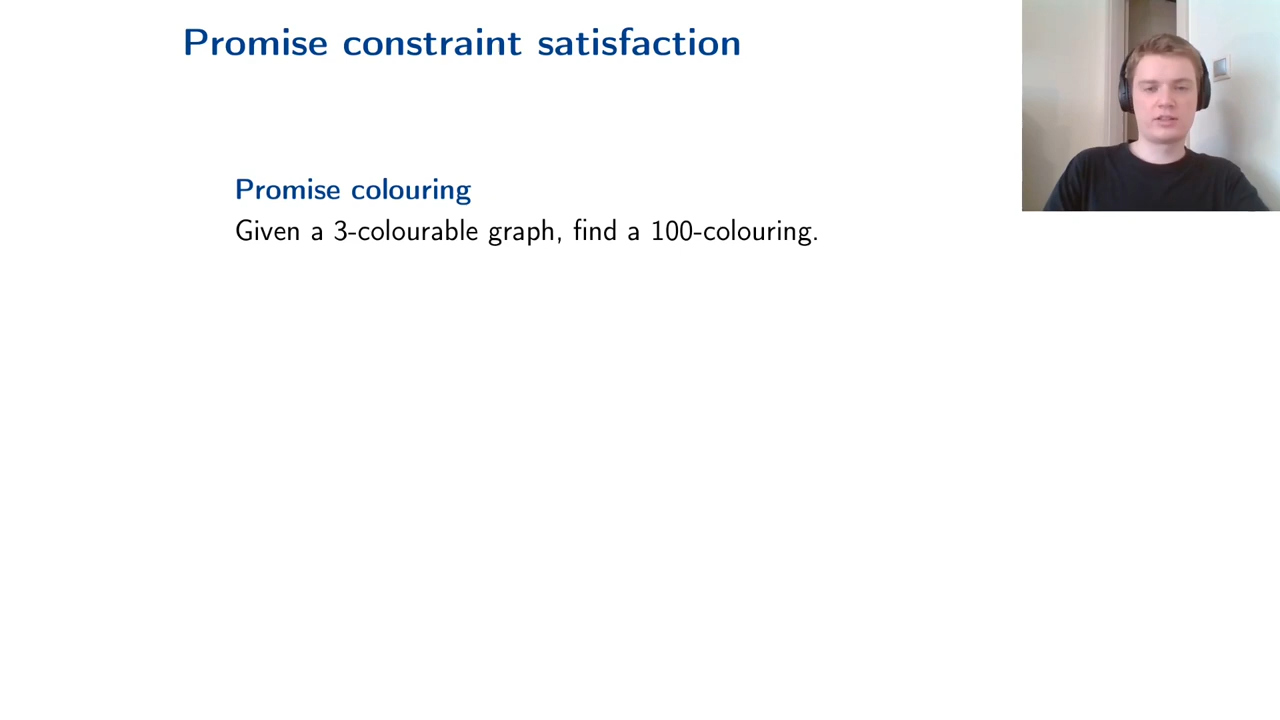 Promise constraint satisfaction
Promise colouring
Given a 3-colourable graph, find a 100-colouring.